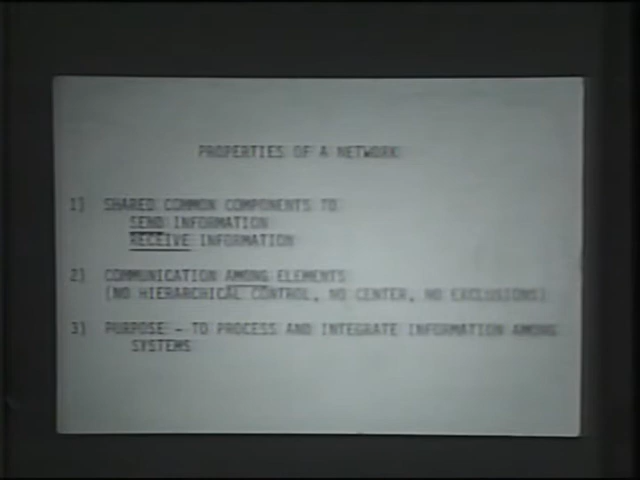 PROPERTIES OF A NETWORK
1) SHARED COMMON COMPONENTS TO
SEND INFORMATION
RECEIVE INFORMATION
2) COMMUNICATION AMONG ELEMENTS
(NO HIERARCHICAL CONTROL, NO CENTER, NO EXCLUSIONS)
3) PURPOSE - TO PROCESS AND INTEGRATE INFORMATION AMONG
SYSTEMS